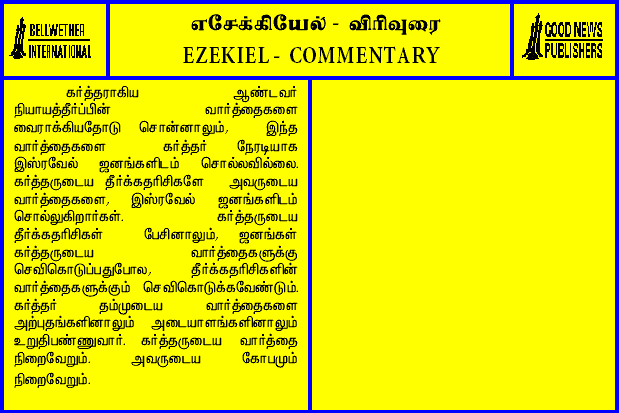 BELLWETHER
INTERNATIONAL
எசேக்கியேல் - விரிவுரை
EZEKIEL - COMMENTARY
GOOD NEWS
PUBLISHERS
கர்த்தராகிய ஆண்டவர்
நியாயத்தீர்ப்பின் வார்த்தைகளை
வைராக்கியதோடு சொன்னாலும், இந்த
வார்த்தைகளை கர்த்தர் நேரடியாக
இஸ்ரவேல் ஜனங்களிடம் சொல்லவில்லை.
கர்த்தருடைய தீர்க்கதரிசிகளே அவருடைய
வார்த்தைகளை, இஸ்ரவேல் ஜனங்களிடம்
சொல்லுகிறார்கள். கர்த்தருடைய
தீர்க்கதரிசிகள் பேசினாலும், ஜனங்கள்
கர்த்தருடைய வார்த்தைகளுக்கு
செவிகொடுப்பதுபோல, தீர்க்கதரிசிகளின்
வார்த்தைகளுக்கும் செவிகொடுக்கவேண்டும்.
கர்த்தர் தம்முடைய வார்த்தைகளை
அற்புதங்களினாலும் அடையாளங்களினாலும்
உறுதிபண்ணுவார். கர்த்தருடைய வார்த்தை
நிறைவேறும். அவருடைய கோபமும்
நிறைவேறும்.